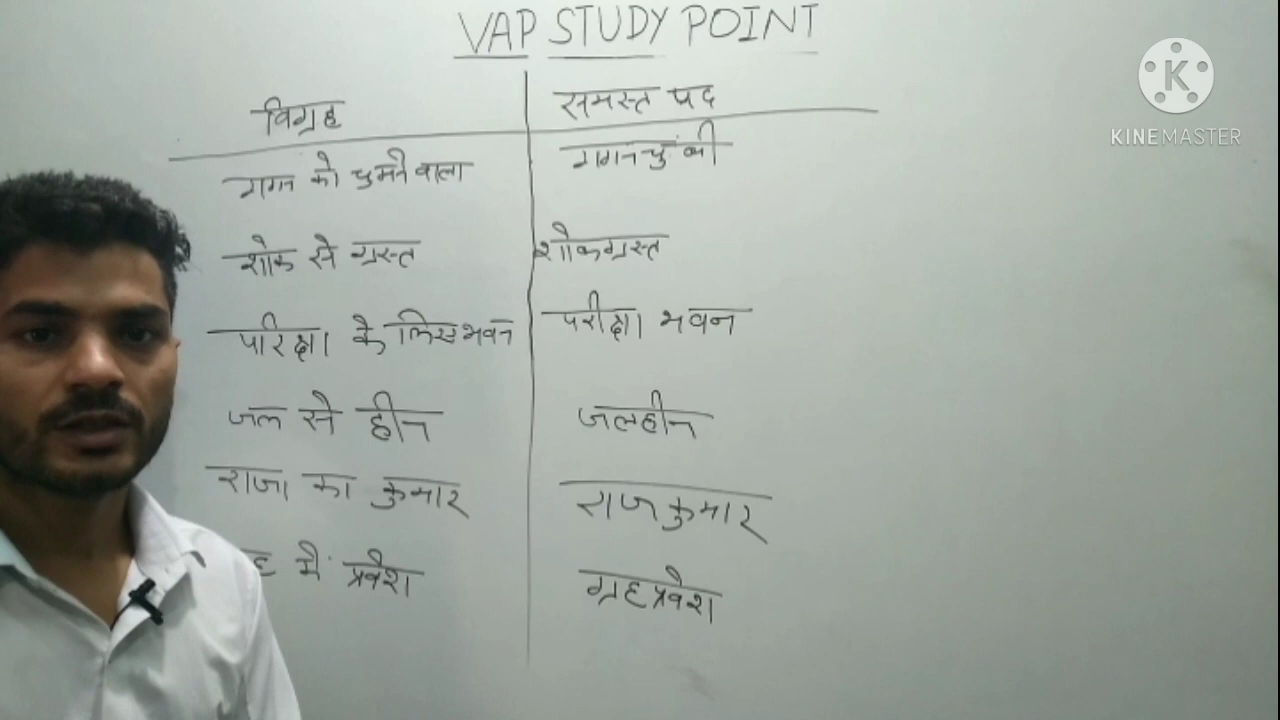 VAP STUDY POINT
KINEMASTER
विग्रह समस्त पद
गगन को चुमने वाला गगनचुंबी
शोक से ग्रस्त शोकग्रस्त
परिक्षा के लिए भवन परीक्षा भवन
जल से हीन जलहीन
राजा का कुमार राजकुमार
में प्रवेश ग्रहप्रवेश